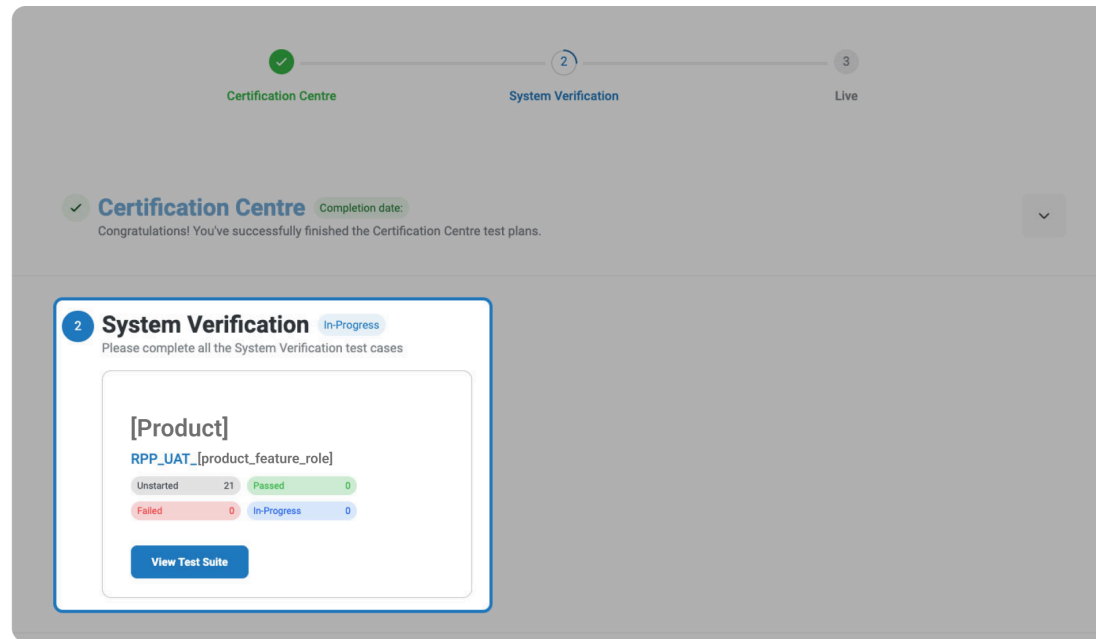 2 3
Certification Centre System Verification Live
Certification Centre Completion date:
Congratulations! You've successfully finished the Certification Centre test plans.
2 System Verification In-Progress
Please complete all the System Verification test cases
[Product]
RPP_UAT_[product_feature_role]
Unstarted 21 Passed 0
Failed 0 In-Progress 0
View Test Suite